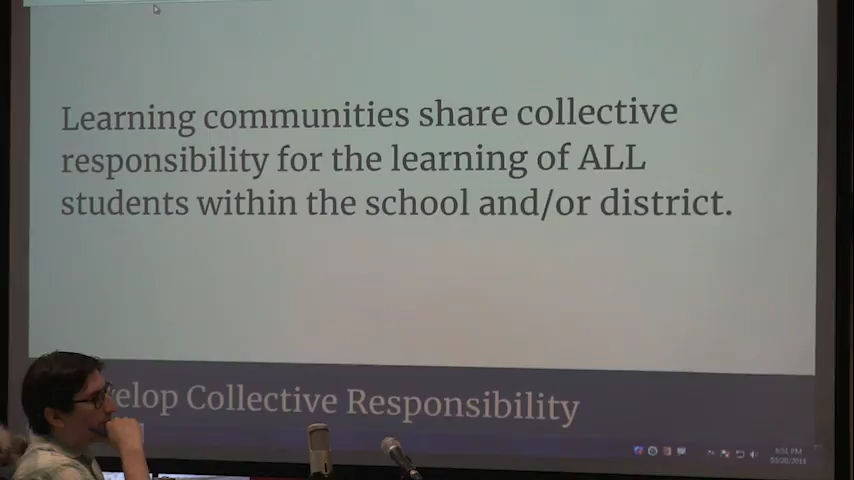 Learning communities share collective
responsibility for the learning of ALL
students within the school and/or district.
velop Collective Responsibility